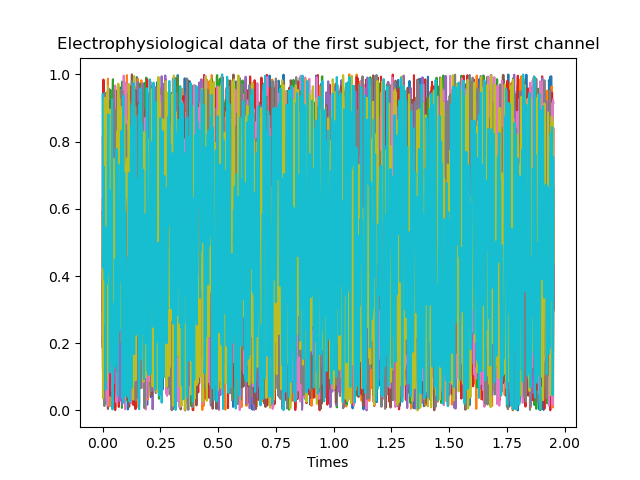 Electrophysiological data of the first subject, for the first channel
1.0
0.8
0.6
0.4
0.2
0.0
0.00 0.25 0.50 0.75 1.00 1.25 1.50 1.75 2.00
Times